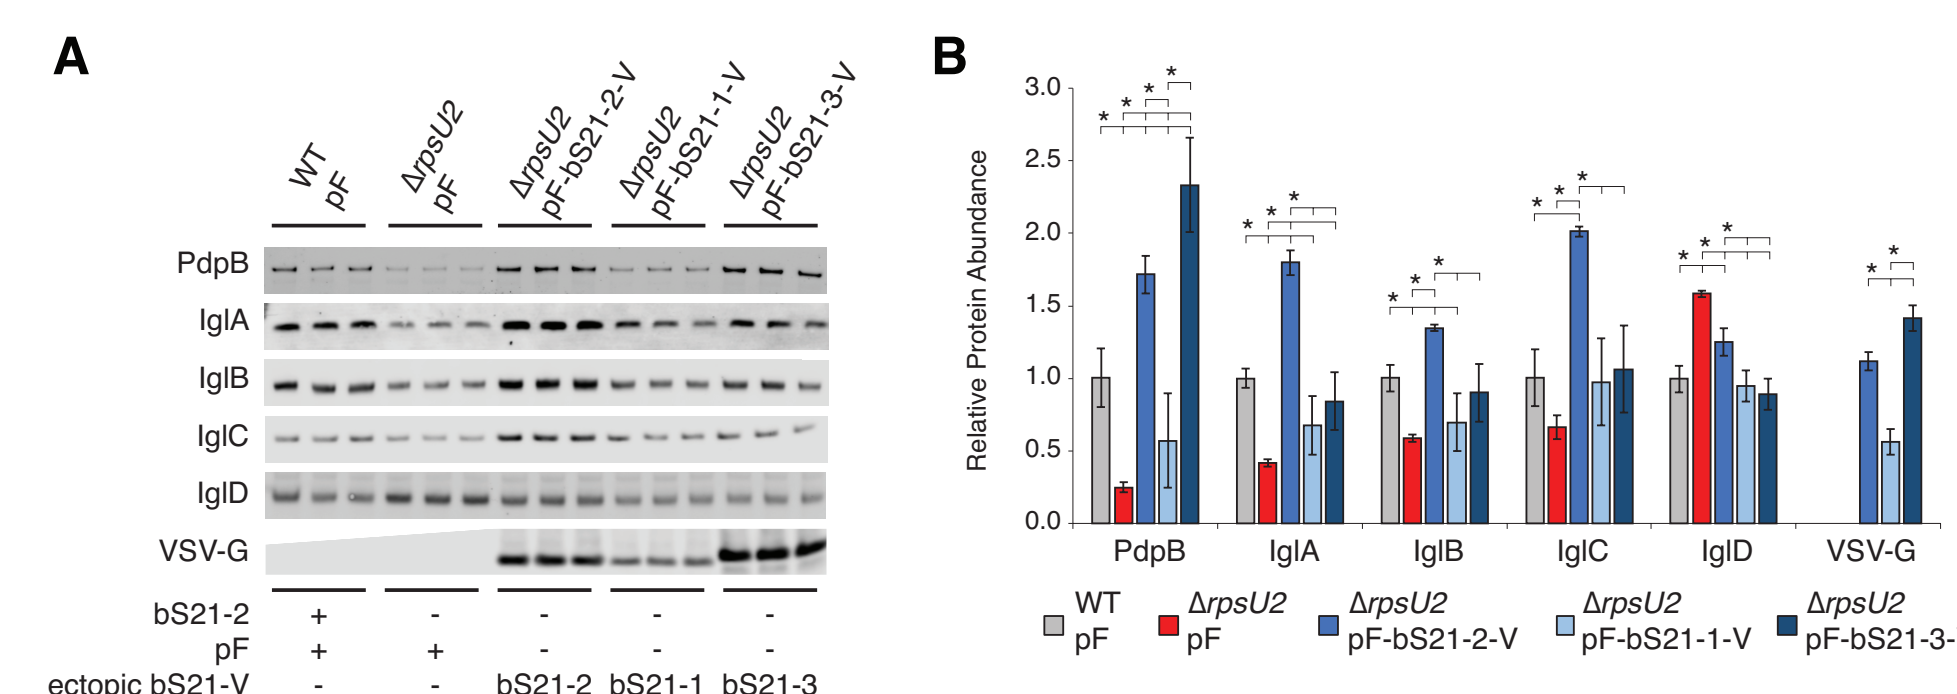 A
WT
pF
ΔrpsU2
pF
ΔrpsU2
pF-bS21-2-V
ΔrpsU2
pF-bS21-1-V
ΔrpsU2
pF-bS21-3-V
PdpB
IglA
IglB
IglC
IglD
VSV-G
bS21-2 + - - - -
pF + + - - -
ectopic bS21-V - - bS21-2 bS21-1 bS21-3
B
Relative Protein Abundance
3.0
2.5
2.0
1.5
1.0
0.5
0.0
* * * *
* * *
* * *
* * *
* * *
* *
PdpB IglA IglB IglC IglD VSV-G
WT
pF
ΔrpsU2
pF
ΔrpsU2
pF-bS21-2-V
ΔrpsU2
pF-bS21-1-V
ΔrpsU2
pF-bS21-3-